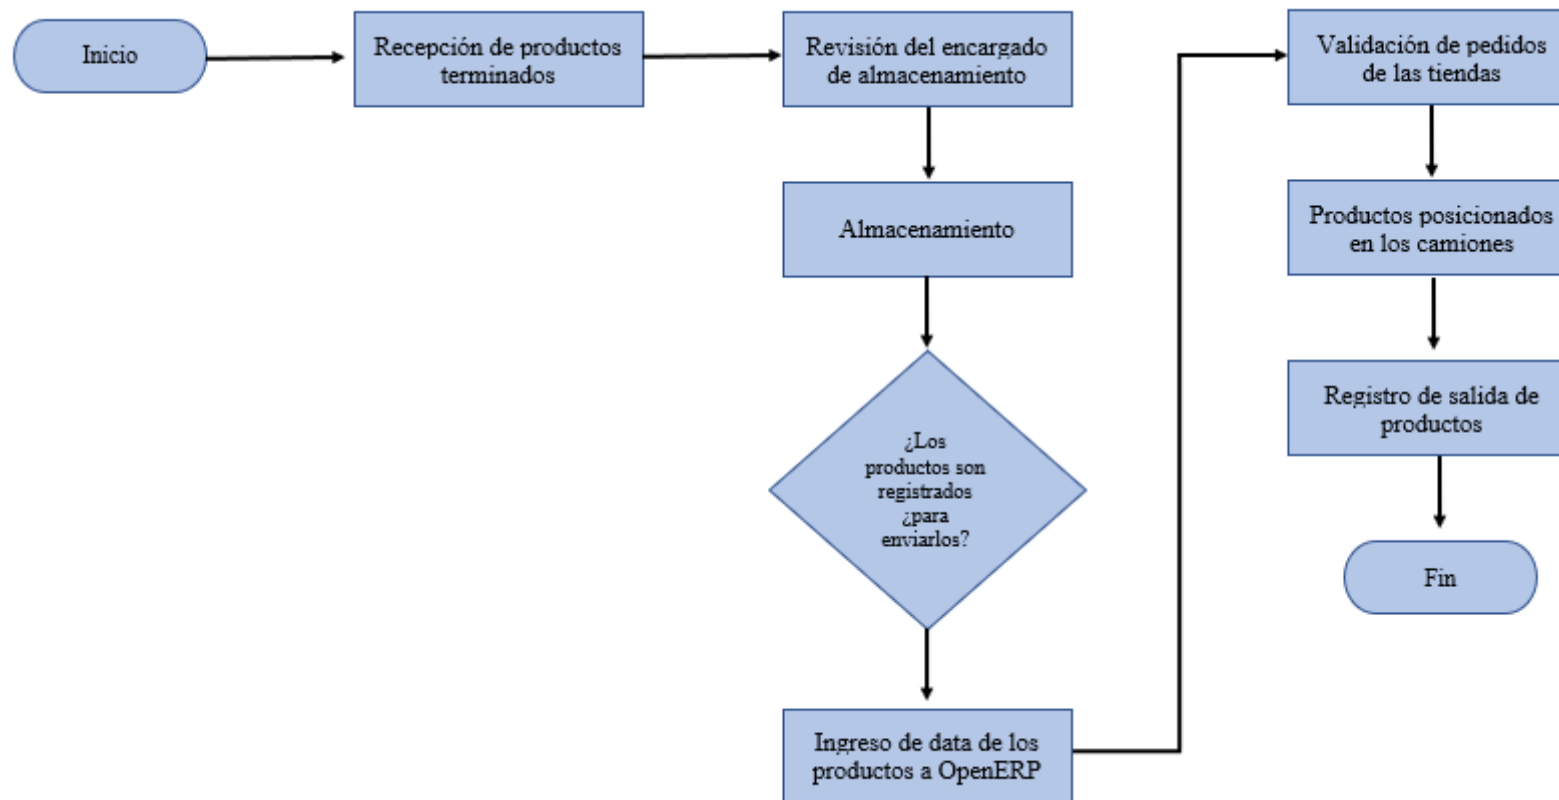 Inicio
Recepción de productos
terminados
Revisión del encargado
de almacenamiento
Almacenamiento
¿Los
productos son
registrados
¿para
enviarlos?
Ingreso de data de los
productos a OpenERP
Validación de pedidos
de las tiendas
Productos posicionados
en los camiones
Registro de salida de
productos
Fin